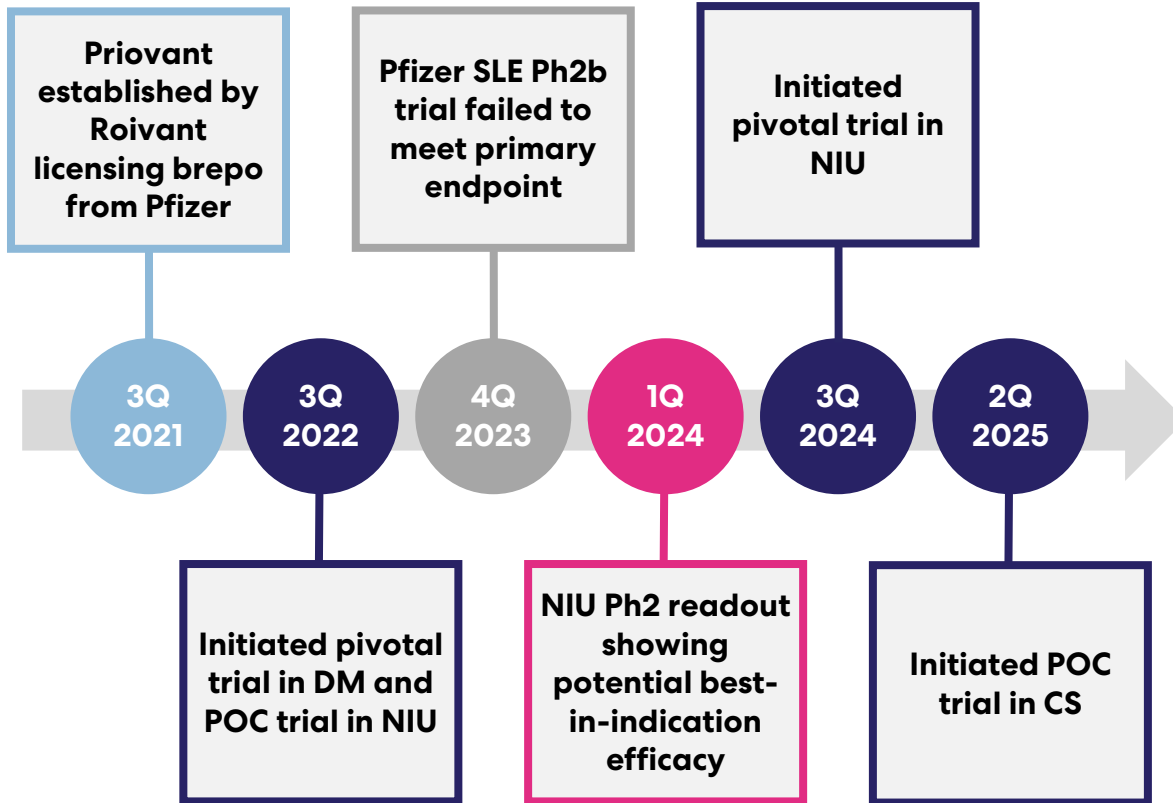 Priovant
established by
Roivant
licensing brepo
from Pfizer
Pfizer SLE Ph2b
trial failed to
meet primary
endpoint
Initiated
pivotal trial in
NIU
3Q
2021
3Q
2022
4Q
2023
1Q
2024
3Q
2024
2Q
2025
Initiated pivotal
trial in DM and
POC trial in NIU
NIU Ph2 readout
showing
potential best-
in-indication
efficacy
Initiated POC
trial in CS